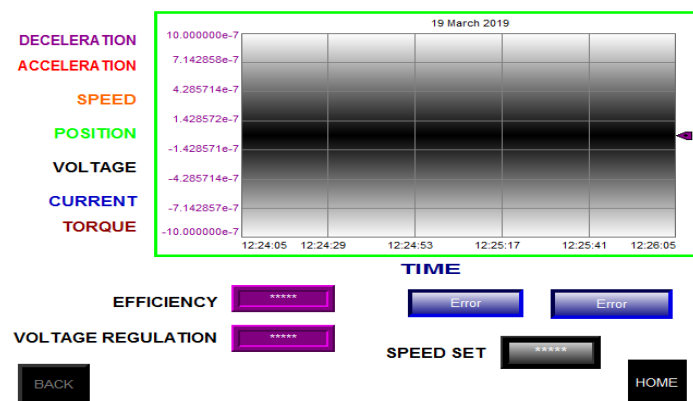 19 March 2019
DECELERATION
ACCELERATION
SPEED
POSITION
VOLTAGE
CURRENT
TORQUE
10.000000e-7
7.142858e-7
4.285714e-7
1.428572e-7
-1.428571e-7
-4.285714e-7
-7.142857e-7
-10.000000e-7
12:24:05 12:24:29 12:24:53 12:25:17 12:25:41 12:26:05
TIME
EFFICIENCY ***** Error Error
VOLTAGE REGULATION ***** SPEED SET *****
BACK HOME